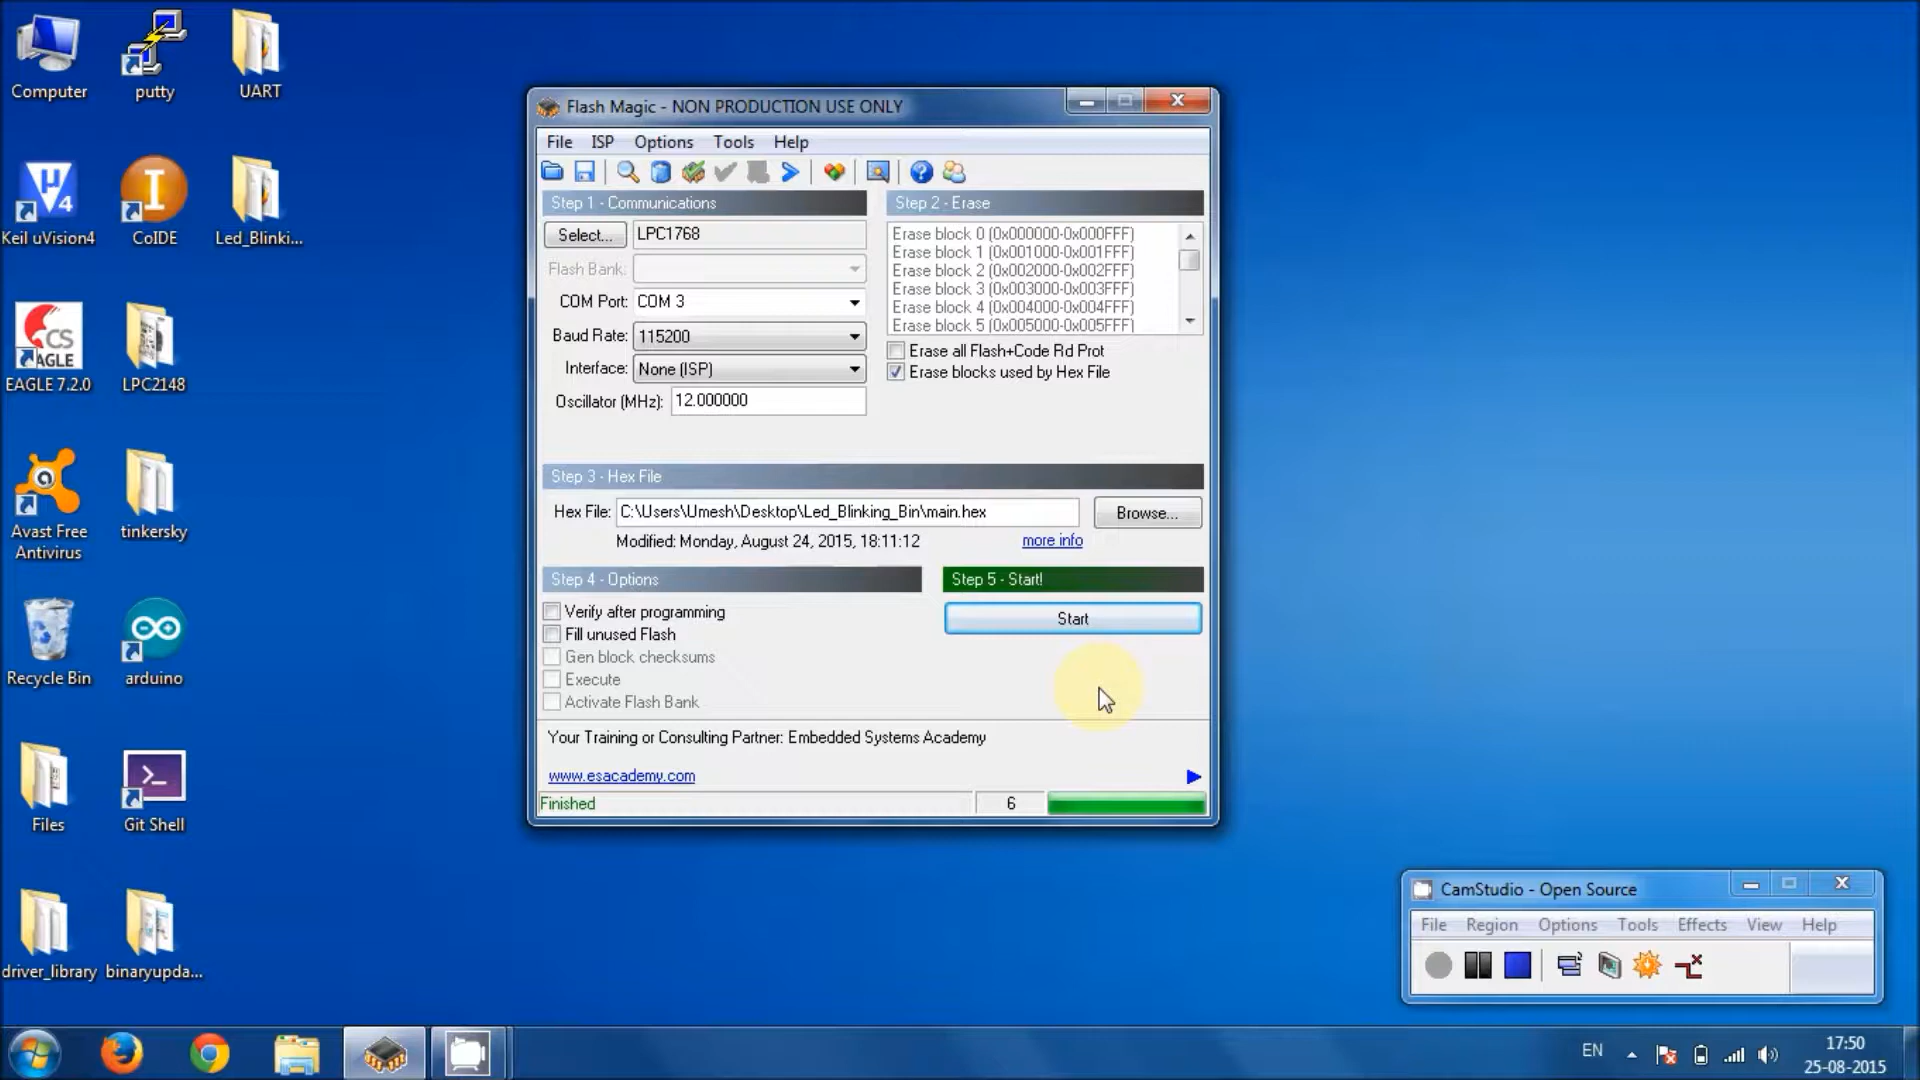 Computer
putty
UART
Keil uVision4
CoIDE
Led_Blinki...
EAGLE 7.2.0
LPC2148
Avast Free
Antivirus
tinkersky
Recycle Bin
arduino
Files
Git Shell
driver_library
binaryupda...
Flash Magic - NON PRODUCTION USE ONLY
File ISP Options Tools Help
Step 1 - Communications
Select... LPC1768
Flash Bank:
COM Port: COM 3
Baud Rate: 115200
Interface: None (ISP)
Oscillator (MHz): 12.000000
Step 2 - Erase
Erase block 0 (0x000000-0x000FFF)
Erase block 1 (0x001000-0x001FFF)
Erase block 2 (0x002000-0x002FFF)
Erase block 3 (0x003000-0x003FFF)
Erase block 4 (0x004000-0x004FFF)
Erase block 5 (0x005000-0x005FFF)
Erase all Flash+Code Rd Prot
Erase blocks used by Hex File
Step 3 - Hex File
Hex File: C:\Users\Umesh\Desktop\Led_Blinking_Bin\main.hex Browse...
Modified: Monday, August 24, 2015, 18:11:12 more info
Step 4 - Options
Verify after programming
Fill unused Flash
Gen block checksums
Execute
Activate Flash Bank
Step 5 - Start!
Start
Your Training or Consulting Partner: Embedded Systems Academy
www.esacademy.com
Finished 6
CamStudio - Open Source
File Region Options Tools Effects View Help
EN
17:50
25-08-2015